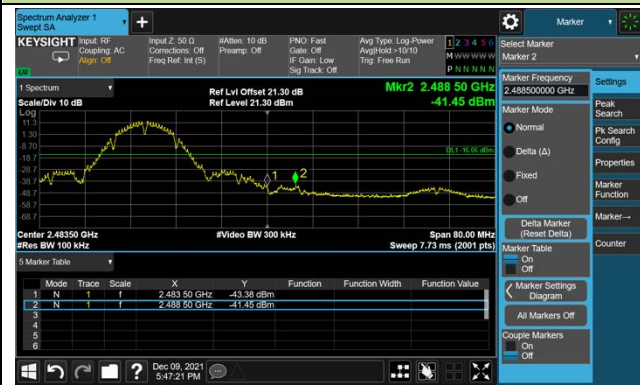 Spectrum Analyzer 1
Swept SA
Marker
KEYSIGHT
Input: RF
Coupling: AC
Align: Off
Input Z: 50 Ω
Corrections: Off
Freq Ref: Int (S)
#Atten: 10 dB
Preamp: Off
PNO: Fast
Gate: Off
IF Gain: Low
Sig Track: Off
Avg Type: Log-Power
Avg|Hold:>10/10
Trig: Free Run
1 2 3 4 5 6
M W W W W W
P N N N N N
LXI
Select Marker
Marker 2
1 Spectrum
Scale/Div 10 dB
Log
Ref Lvl Offset 21.30 dB
Ref Level 21.30 dBm
Mkr2 2.488 50 GHz
-41.45 dBm
11.3
1.30
-8.70
-18.7
-28.7
-38.7
-48.7
-58.7
-68.7
DL1 -16.06 dBm
1
2
Center 2.48350 GHz
#Res BW 100 kHz
#Video BW 300 kHz
Span 80.00 MHz
Sweep 7.73 ms (2001 pts)
5 Marker Table
Mode Trace Scale X Y Function Function Width Function Value
1 N 1 f 2.483 50 GHz -43.38 dBm
2 N 1 f 2.488 50 GHz -41.45 dBm
3
4
5
6
Marker Frequency
2.488500000 GHz
Marker Mode
Normal
Delta (Δ)
Fixed
Off
Delta Marker
(Reset Delta)
Marker Table
On
Off
Marker Settings
Diagram
All Markers Off
Couple Markers
On
Off
Settings
Peak
Search
Pk Search
Config
Properties
Marker
Function
Marker→
Counter
?
Dec 09, 2021
5:47:21 PM